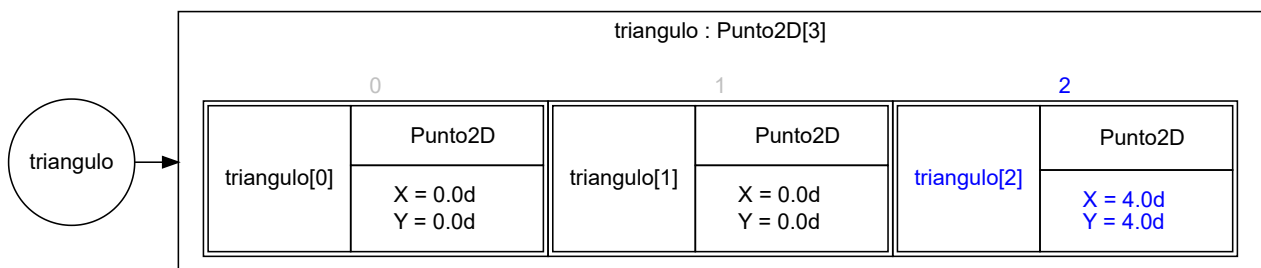 triangulo : Punto2D[3]
0
1
2
triangulo
triangulo[0]
Punto2D
X = 0.0d
Y = 0.0d
triangulo[1]
Punto2D
X = 0.0d
Y = 0.0d
triangulo[2]
Punto2D
X = 4.0d
Y = 4.0d